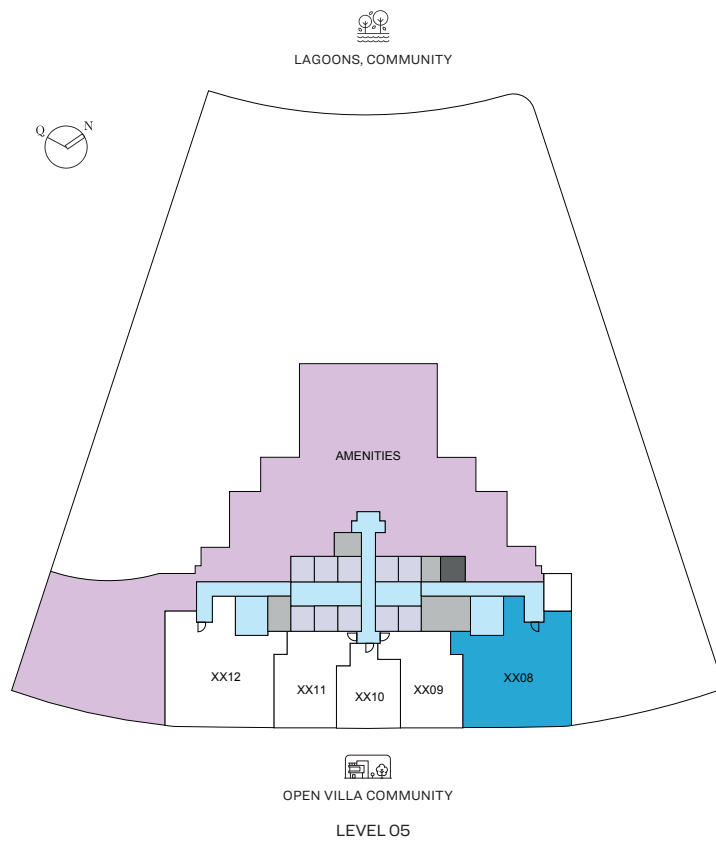 LAGOONS, COMMUNITY
Q N
AMENITIES
XX12
XX11
XX10
XX09
XX08
OPEN VILLA COMMUNITY
LEVEL 05